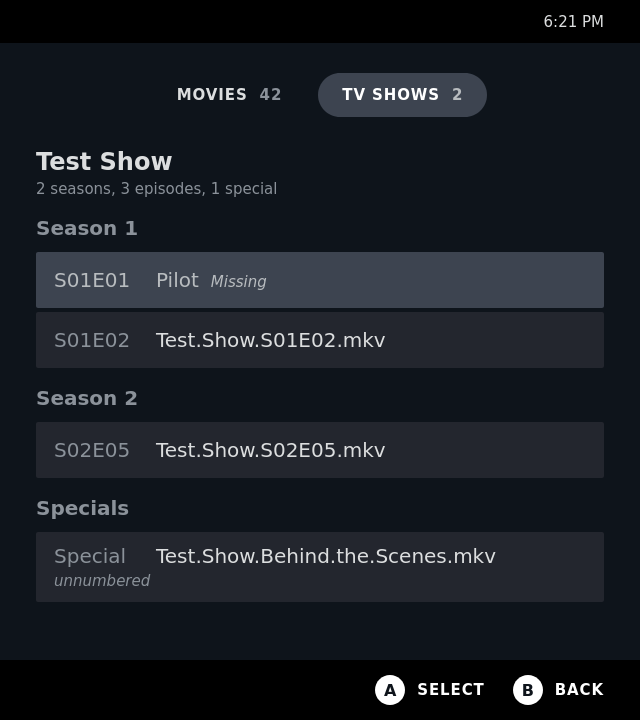 6:21 PM
MOVIES 42 TV SHOWS 2
Test Show
2 seasons, 3 episodes, 1 special
Season 1
S01E01 Pilot Missing
S01E02 Test.Show.S01E02.mkv
Season 2
S02E05 Test.Show.S02E05.mkv
Specials
Special Test.Show.Behind.the.Scenes.mkv
unnumbered
A SELECT B BACK